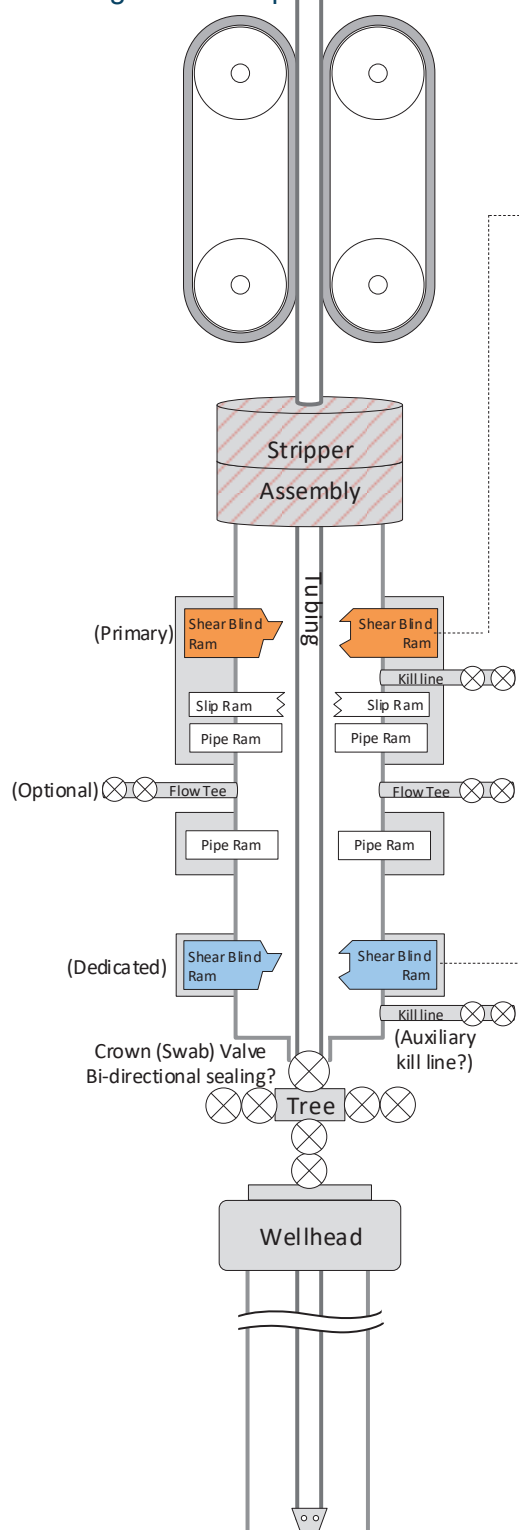 Stripper
Assembly
Tubing
(Primary)
Shear Blind
Ram
Shear Blind
Ram
Kill line
Slip Ram
Slip Ram
Pipe Ram
Pipe Ram
(Optional)
Flow Tee
Flow Tee
Pipe Ram
Pipe Ram
(Dedicated)
Shear Blind
Ram
Shear Blind
Ram
Kill line
(Auxiliary
kill line?)
Crown (Swab) Valve
Bi-directional sealing?
Tree
Wellhead